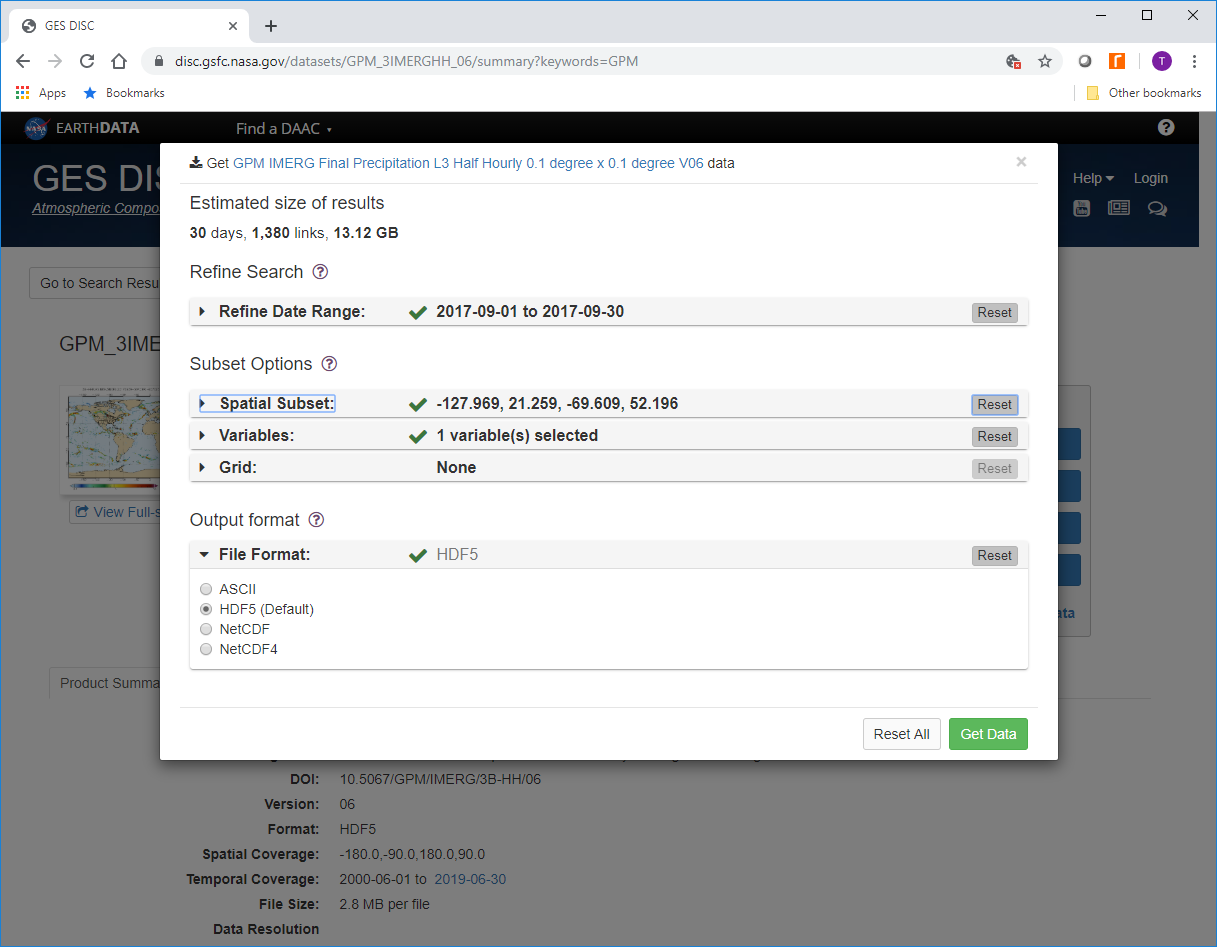 GES DISC
disc.gsfc.nasa.gov/datasets/GPM_3IMERGHH_06/summary?keywords=GPM
T
Apps Bookmarks Other bookmarks
NASA EARTHDATA Find a DAAC
Get GPM IMERG Final Precipitation L3 Half Hourly 0.1 degree x 0.1 degree V06 data
GES DIS
Atmospheric Compo
Help Login
Estimated size of results
30 days, 1,380 links, 13.12 GB
Refine Search
Go to Search Resu
Refine Date Range: 2017-09-01 to 2017-09-30 Reset
GPM_3IME
Subset Options
Spatial Subset: -127.969, 21.259, -69.609, 52.196 Reset
Variables: 1 variable(s) selected Reset
Grid: None Reset
View Full-s
Output format
File Format: HDF5 Reset
ASCII
HDF5 (Default)
NetCDF
NetCDF4
ata
Product Summa
Reset All Get Data
DOI: 10.5067/GPM/IMERG/3B-HH/06
Version: 06
Format: HDF5
Spatial Coverage: -180.0,-90.0,180.0,90.0
Temporal Coverage: 2000-06-01 to 2019-06-30
File Size: 2.8 MB per file
Data Resolution